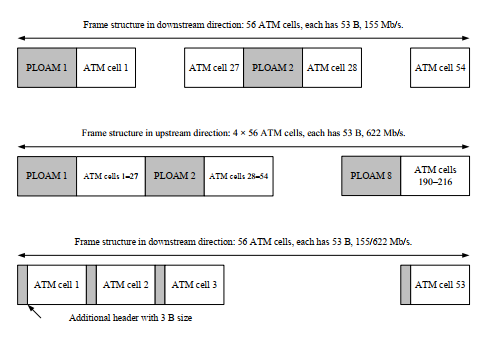 Frame structure in downstream direction: 56 ATM cells, each has 53 B, 155 Mb/s.
PLOAM 1 ATM cell 1 ATM cell 27 PLOAM 2 ATM cell 28 ATM cell 54
Frame structure in upstream direction: 4 × 56 ATM cells, each has 53 B, 622 Mb/s.
PLOAM 1 ATM cells 1–27 PLOAM 2 ATM cells 28–54 PLOAM 8 ATM cells
190–216
Frame structure in downstream direction: 56 ATM cells, each has 53 B, 155/622 Mb/s.
ATM cell 1 ATM cell 2 ATM cell 3 ATM cell 53
Additional header with 3 B size